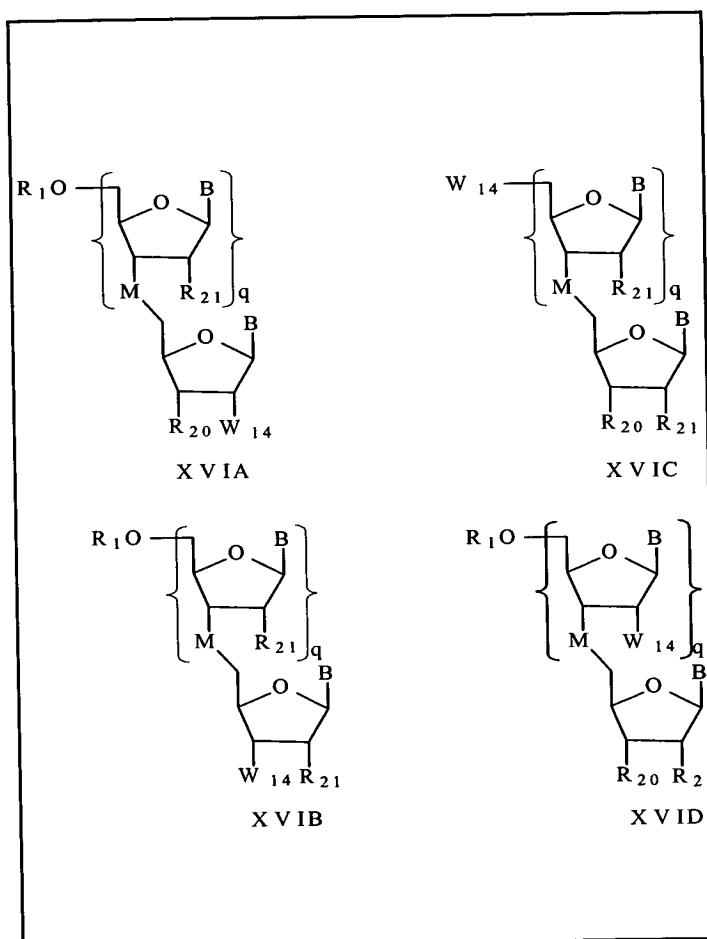 R₁O B W₁₄ B
O O
M R₂₁ q M R₂₁ q
B B
O O
R₂₀ W₁₄ R₂₀ R₂₁
XVIA XVIC
R₁O B R₁O B
O O
M R₂₁ q M W₁₄ q
B B
O O
W₁₄ R₂₁ R₂₀ R₂
XVIB XVID